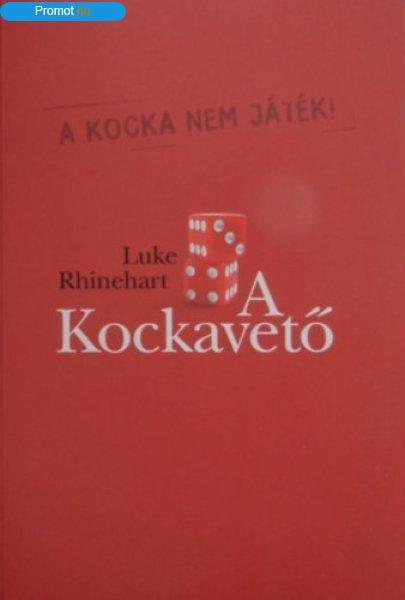 Promot.hu
A KOCKA NEM JÁTÉK!
Luke
Rhinehart
A
Kockavető